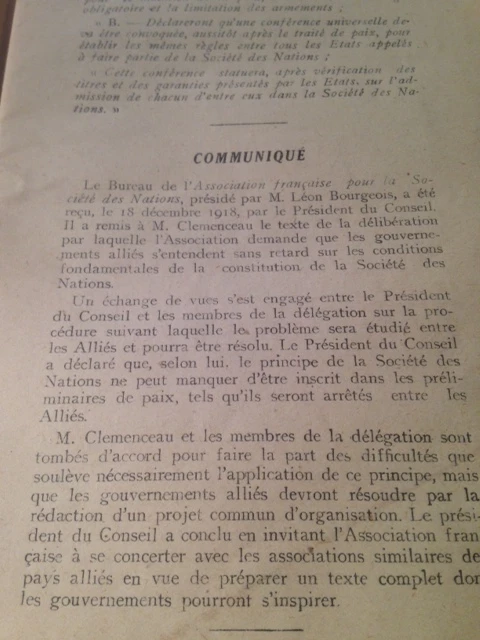 obligatoire et la limitation des armements ;
« B. — Déclareront qu'une conférence universelle de-
être convoquée, aussitôt après le traité de paix, pour
établir les mêmes règles entre tous les Etats appelés
à faire partie de la Société des Nations ;
« Cette conférence statuera, après vérification des
titres et des garanties présentés par les Etats, sur l'ad-
mission de chacun d'entre eux dans la Société des Na-
tions. »
COMMUNIQUÉ
Le Bureau de l'Association française pour la So-
ciété des Nations, présidé par M. Léon Bourgeois, a été
reçu, le 18 décembre 1918, par le Président du Conseil.
Il a remis à M. Clemenceau le texte de la délibération
par laquelle l'Association demande que les gouverne-
ments alliés s'entendent sans retard sur les conditions
fondamentales de la constitution de la Société des
Nations.
Un échange de vues s'est engagé entre le Président
du Conseil et les membres de la délégation sur la pro-
cédure suivant laquelle le problème sera étudié entre
les Alliés et pourra être résolu. Le Président du Conseil
a déclaré que, selon lui, le principe de la Société des
Nations ne peut manquer d'être inscrit dans les préli-
minaires de paix, tels qu'ils seront arrêtés entre les
Alliés.
M. Clemenceau et les membres de la délégation sont
tombés d'accord pour faire la part des difficultés que
soulève nécessairement l'application de ce principe, mais
que les gouvernements alliés devront résoudre par la
rédaction d'un projet commun d'organisation. Le prési-
dent du Conseil a conclu en invitant l'Association fran
çaise à se concerter avec les associations similaires de
pays alliés en vue de préparer un texte complet don
les gouvernements pourront s'inspirer.